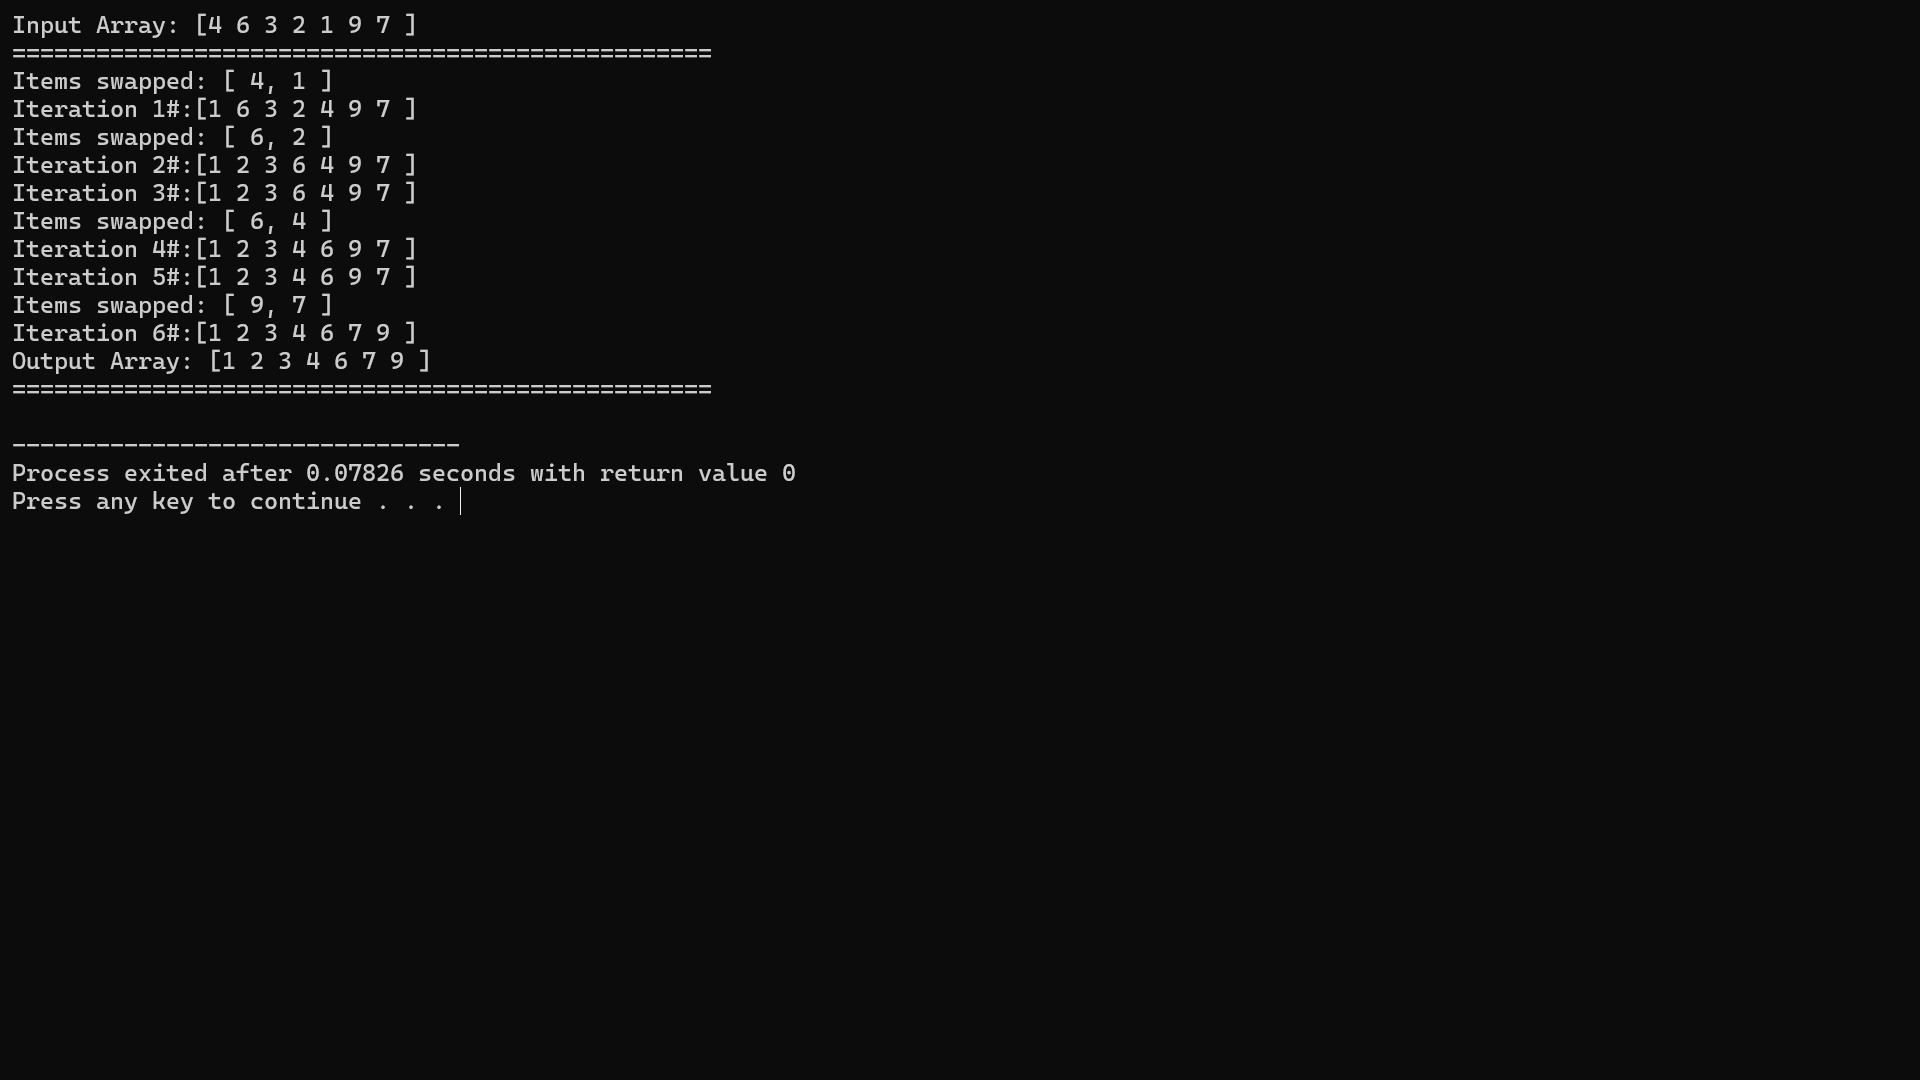 Input Array: [4 6 3 2 1 9 7 ]
==================================================
Items swapped: [ 4, 1 ]
Iteration 1#:[1 6 3 2 4 9 7 ]
Items swapped: [ 6, 2 ]
Iteration 2#:[1 2 3 6 4 9 7 ]
Iteration 3#:[1 2 3 6 4 9 7 ]
Items swapped: [ 6, 4 ]
Iteration 4#:[1 2 3 4 6 9 7 ]
Iteration 5#:[1 2 3 4 6 9 7 ]
Items swapped: [ 9, 7 ]
Iteration 6#:[1 2 3 4 6 7 9 ]
Output Array: [1 2 3 4 6 7 9 ]
==================================================
--------------------------------
Process exited after 0.07826 seconds with return value 0
Press any key to continue . . .